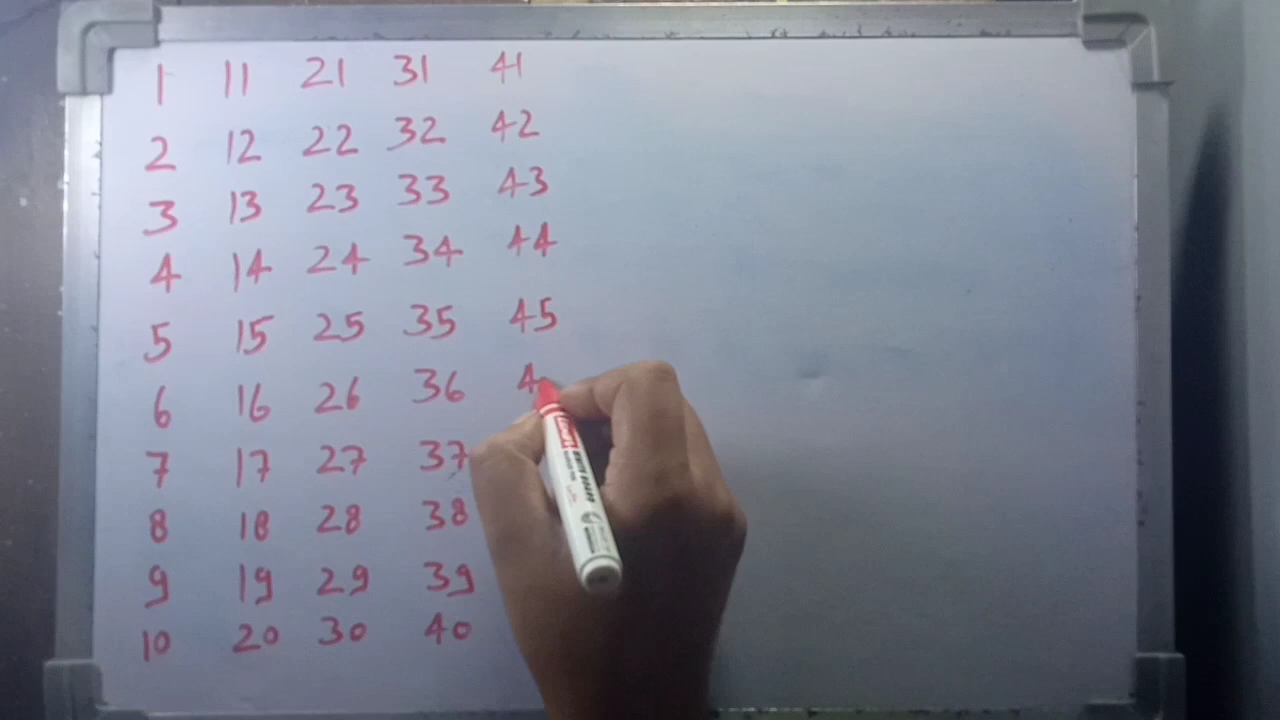 1 11 21 31 41
2 12 22 32 42
3 13 23 33 43
4 14 24 34 44
5 15 25 35 45
6 16 26 36 4
7 17 27 37
8 18 28 38
9 19 29 39
10 20 30 40